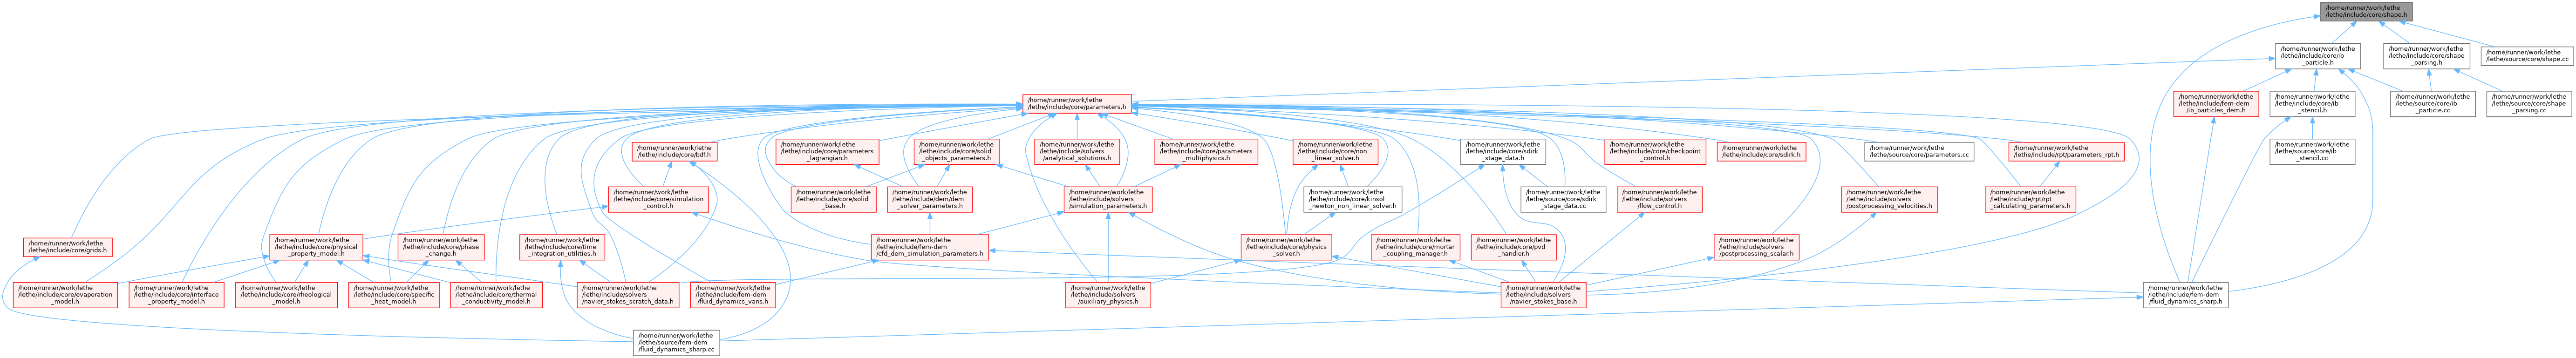 /home/runner/work/lethe
/lethe/include/core/shape.h
/home/runner/work/lethe
/lethe/include/core/ib
_particle.h
/home/runner/work/lethe
/lethe/include/core/shape
_parsing.h
/home/runner/work/lethe
/lethe/source/core/shape.cc
/home/runner/work/lethe
/lethe/include/core/parameters.h
/home/runner/work/lethe
/lethe/include/fem-dem
/ib_particles_dem.h
/home/runner/work/lethe
/lethe/include/core/ib
_stencil.h
/home/runner/work/lethe
/lethe/source/core/ib
_particle.cc
/home/runner/work/lethe
/lethe/source/core/shape
_parsing.cc
/home/runner/work/lethe
/lethe/include/core/bdf.h
/home/runner/work/lethe
/lethe/include/core/parameters
_lagrangian.h
/home/runner/work/lethe
/lethe/include/core/solid
_objects_parameters.h
/home/runner/work/lethe
/lethe/include/solvers
/analytical_solutions.h
/home/runner/work/lethe
/lethe/include/core/parameters
_multiphysics.h
/home/runner/work/lethe
/lethe/include/core/non
_linear_solver.h
/home/runner/work/lethe
/lethe/include/core/sdirk
_stage_data.h
/home/runner/work/lethe
/lethe/include/core/checkpoint
_control.h
/home/runner/work/lethe
/lethe/include/core/sdirk.h
/home/runner/work/lethe
/lethe/source/core/parameters.cc
/home/runner/work/lethe
/lethe/include/rpt/parameters_rpt.h
/home/runner/work/lethe
/lethe/source/core/ib
_stencil.cc
/home/runner/work/lethe
/lethe/include/core/simulation
_control.h
/home/runner/work/lethe
/lethe/include/core/solid
_base.h
/home/runner/work/lethe
/lethe/include/dem/dem
_solver_parameters.h
/home/runner/work/lethe
/lethe/include/solvers
/simulation_parameters.h
/home/runner/work/lethe
/lethe/include/core/kinsol
_newton_non_linear_solver.h
/home/runner/work/lethe
/lethe/source/core/sdirk
_stage_data.cc
/home/runner/work/lethe
/lethe/include/solvers
/flow_control.h
/home/runner/work/lethe
/lethe/include/solvers
/postprocessing_velocities.h
/home/runner/work/lethe
/lethe/include/rpt/rpt
_calculating_parameters.h
/home/runner/work/lethe
/lethe/include/core/grids.h
/home/runner/work/lethe
/lethe/include/core/physical
_property_model.h
/home/runner/work/lethe
/lethe/include/core/phase
_change.h
/home/runner/work/lethe
/lethe/include/core/time
_integration_utilities.h
/home/runner/work/lethe
/lethe/include/fem-dem
/cfd_dem_simulation_parameters.h
/home/runner/work/lethe
/lethe/include/core/physics
_solver.h
/home/runner/work/lethe
/lethe/include/core/mortar
_coupling_manager.h
/home/runner/work/lethe
/lethe/include/core/pvd
_handler.h
/home/runner/work/lethe
/lethe/include/solvers
/postprocessing_scalar.h
/home/runner/work/lethe
/lethe/include/core/evaporation
_model.h
/home/runner/work/lethe
/lethe/include/core/interface
_property_model.h
/home/runner/work/lethe
/lethe/include/core/rheological
_model.h
/home/runner/work/lethe
/lethe/include/core/specific
_heat_model.h
/home/runner/work/lethe
/lethe/include/core/thermal
_conductivity_model.h
/home/runner/work/lethe
/lethe/include/solvers
/navier_stokes_scratch_data.h
/home/runner/work/lethe
/lethe/include/fem-dem
/fluid_dynamics_vans.h
/home/runner/work/lethe
/lethe/include/solvers
/auxiliary_physics.h
/home/runner/work/lethe
/lethe/include/solvers
/navier_stokes_base.h
/home/runner/work/lethe
/lethe/include/fem-dem
/fluid_dynamics_sharp.h
/home/runner/work/lethe
/lethe/source/fem-dem
/fluid_dynamics_sharp.cc